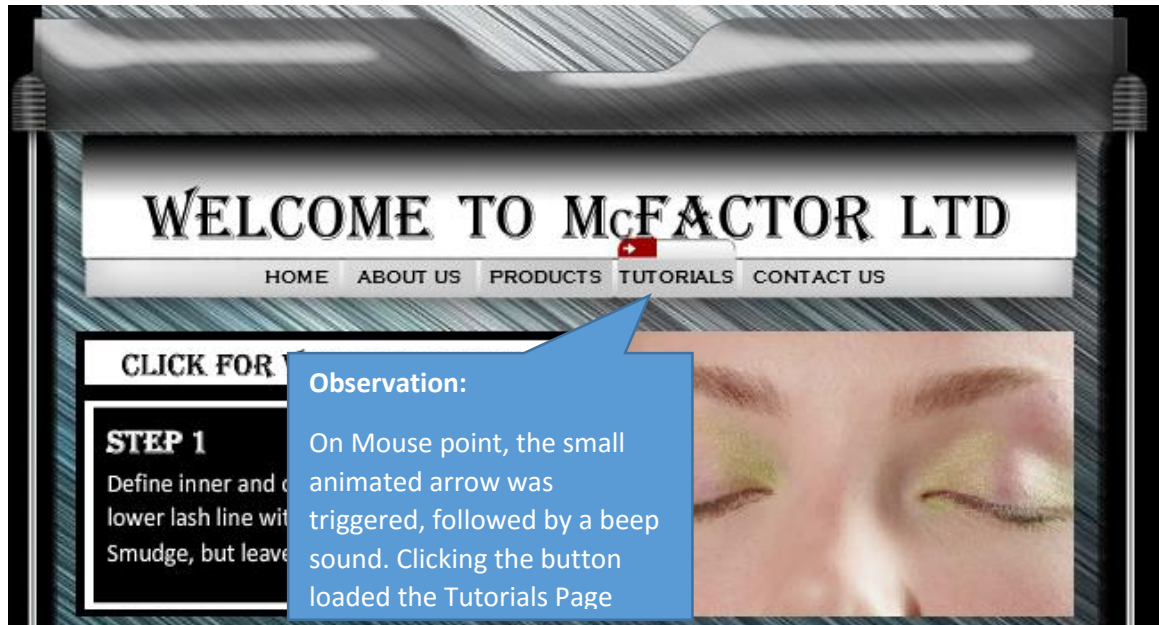 WELCOME TO McFACTOR LTD
HOME ABOUT US PRODUCTS TUTORIALS CONTACT US
CLICK FOR
STEP 1
Define inner and
lower lash line wit
Smudge, but leave
Observation:
On Mouse point, the small
animated arrow was
triggered, followed by a beep
sound. Clicking the button
loaded the Tutorials Page